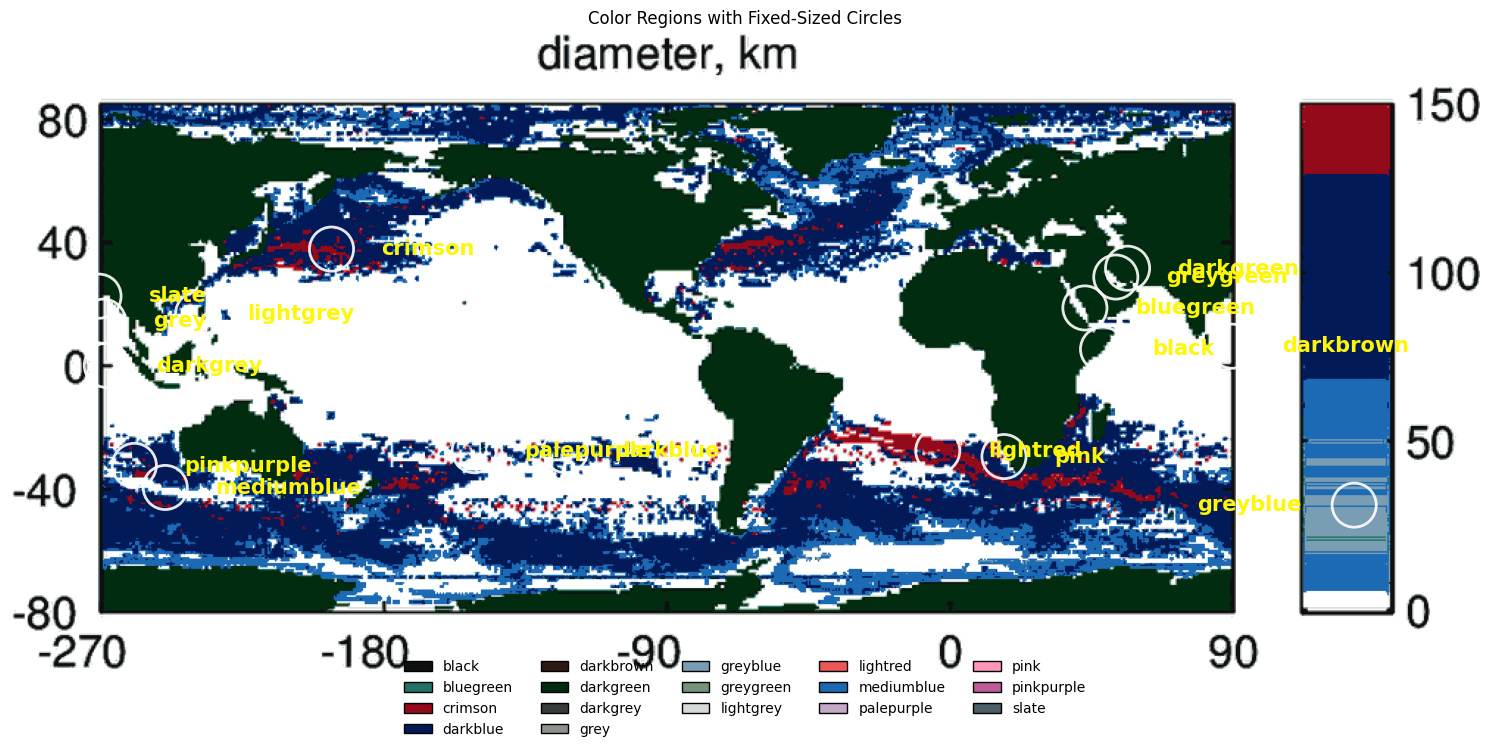 Color Regions with Fixed-Sized Circles
diameter, km
80
40
0
-40
-80
-270
-180
-90
0
90
150
100
50
0
crimson
slate
grey
lightgrey
darkgrey
darkgreen
greygreen
bluegreen
black
darkbrown
pinkpurple
mediumblue
palepurple
darkblue
lightred
pink
greyblue
black
bluegreen
crimson
darkblue
darkbrown
darkgreen
darkgrey
grey
greyblue
greygreen
lightgrey
lightred
mediumblue
palepurple
pink
pinkpurple
slate